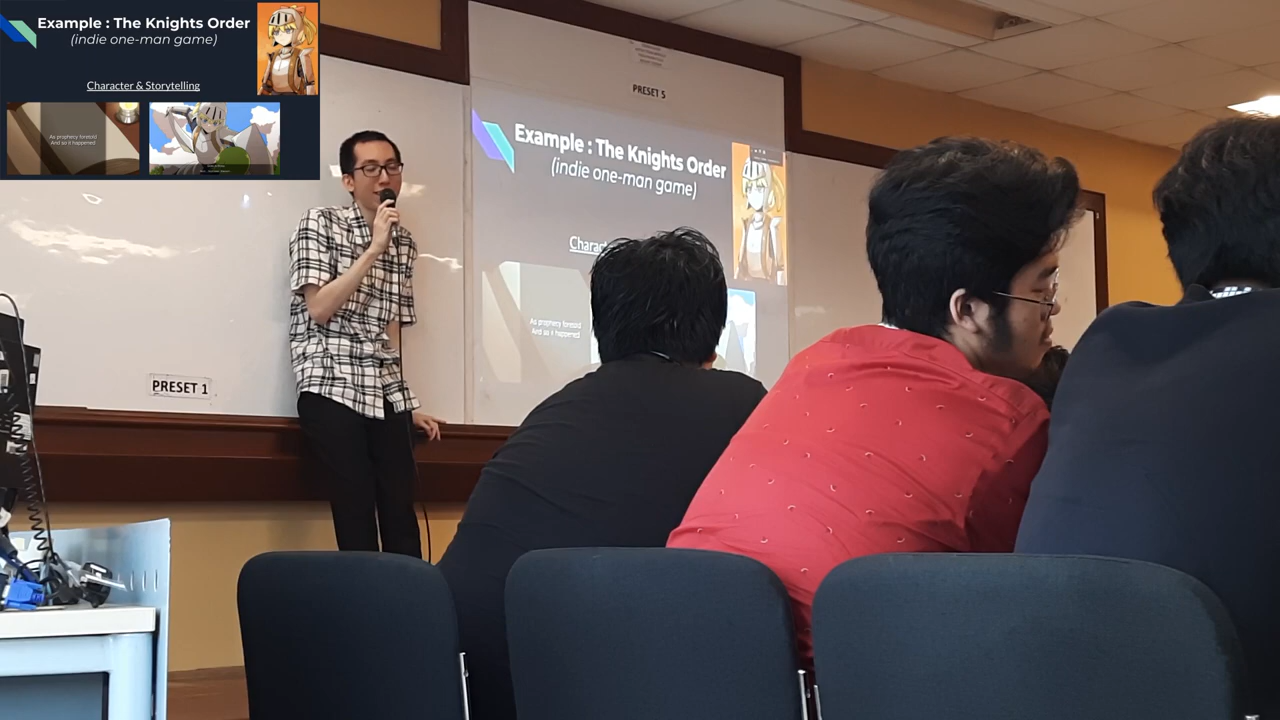 Example : The Knights Order
(indie one-man game)
Character & Storytelling
As prophecy foretold
And so it happened
PRESET 5
Example : The Knights Order
(indie one-man game)
Charac
As prophecy foretold
And so it happened
PRESET 1